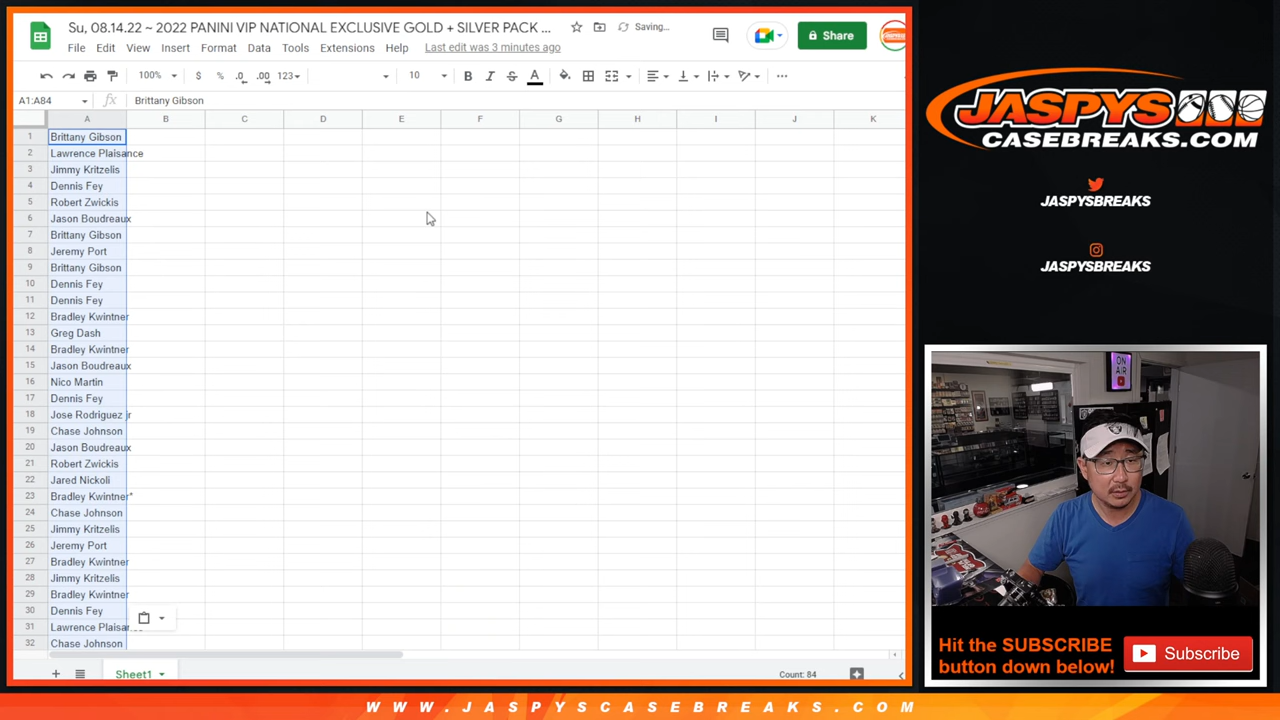 Su, 08.14.22 ~ 2022 PANINI VIP NATIONAL EXCLUSIVE GOLD + SILVER PACK ... Saving...
File Edit View Insert Format Data Tools Extensions Help Last edit was 3 minutes ago
Share
100% $ % .0 .00 123 10 B I S A
A1:A84 fx Brittany Gibson
A B C D E F G H I J K
1 Brittany Gibson
2 Lawrence Plaisance
3 Jimmy Kritzelis
4 Dennis Fey
5 Robert Zwickis
6 Jason Boudreaux
7 Brittany Gibson
8 Jeremy Port
9 Brittany Gibson
10 Dennis Fey
11 Dennis Fey
12 Bradley Kwintner
13 Greg Dash
14 Bradley Kwintner
15 Jason Boudreaux
16 Nico Martin
17 Dennis Fey
18 Jose Rodriguez jr
19 Chase Johnson
20 Jason Boudreaux
21 Robert Zwickis
22 Jared Nickoli
23 Bradley Kwintner*
24 Chase Johnson
25 Jimmy Kritzelis
26 Jeremy Port
27 Bradley Kwintner
28 Jimmy Kritzelis
29 Bradley Kwintner
30 Dennis Fey
31 Lawrence Plaisance
32 Chase Johnson
Sheet1 Count: 84
JASPYS
CASEBREAKS.COM
JASPYSBREAKS
JASPYSBREAKS
ON
AIR
Hit the SUBSCRIBE
button down below!
Subscribe
WWW.JASPYSCASEBREAKS.COM